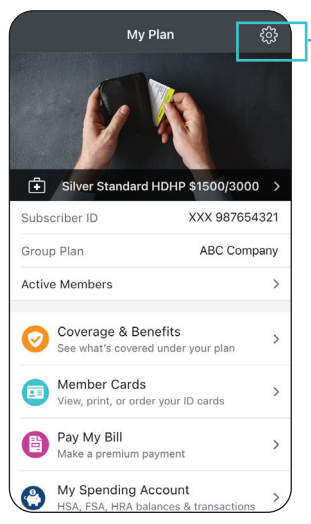 My Plan
Silver Standard HDHP $1500/3000
Subscriber ID XXX 987654321
Group Plan ABC Company
Active Members
Coverage & Benefits
See what's covered under your plan
Member Cards
View, print, or order your ID cards
Pay My Bill
Make a premium payment
My Spending Account
HSA, FSA, HRA balances & transactions